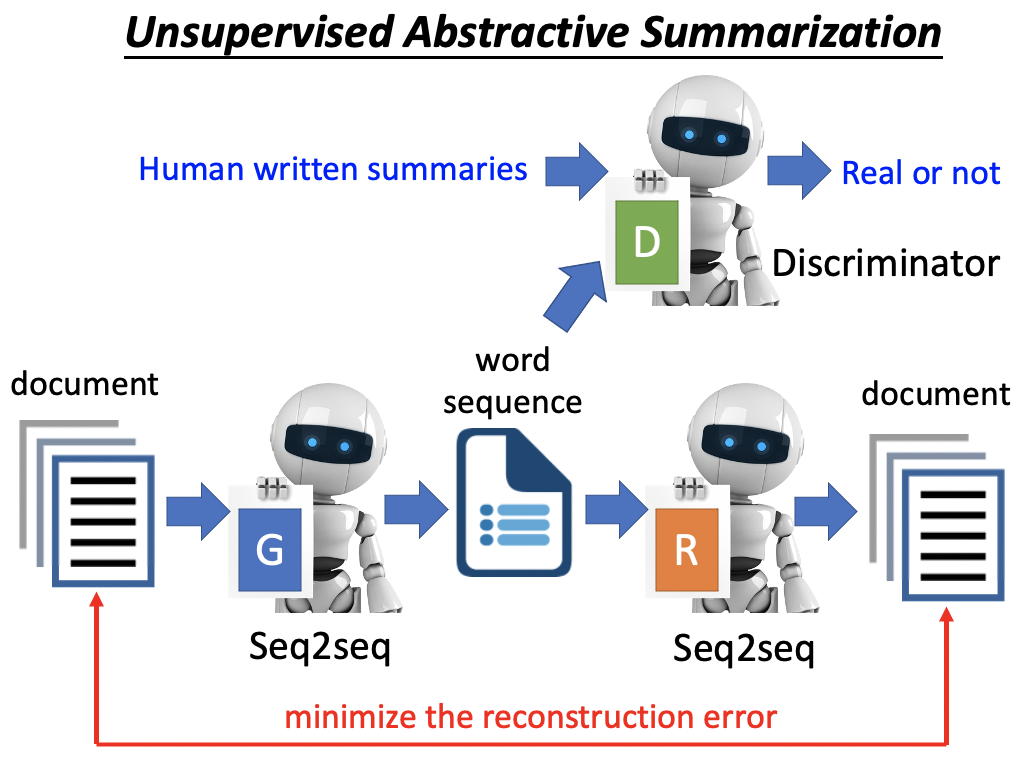 Unsupervised Abstractive Summarization
Human written summaries
Real or not
D
Discriminator
word
sequence
document
document
G
R
Seq2seq
Seq2seq
minimize the reconstruction error